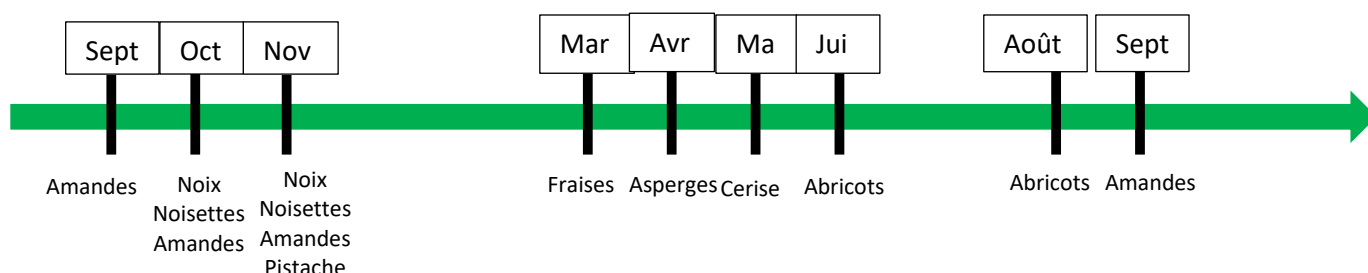 Sept Oct Nov Mar Avr Ma Jui Août Sept
Amandes
Noix
Noisettes
Amandes
Noix
Noisettes
Amandes
Pistache
Fraises
Asperges
Cerise
Abricots
Abricots
Amandes